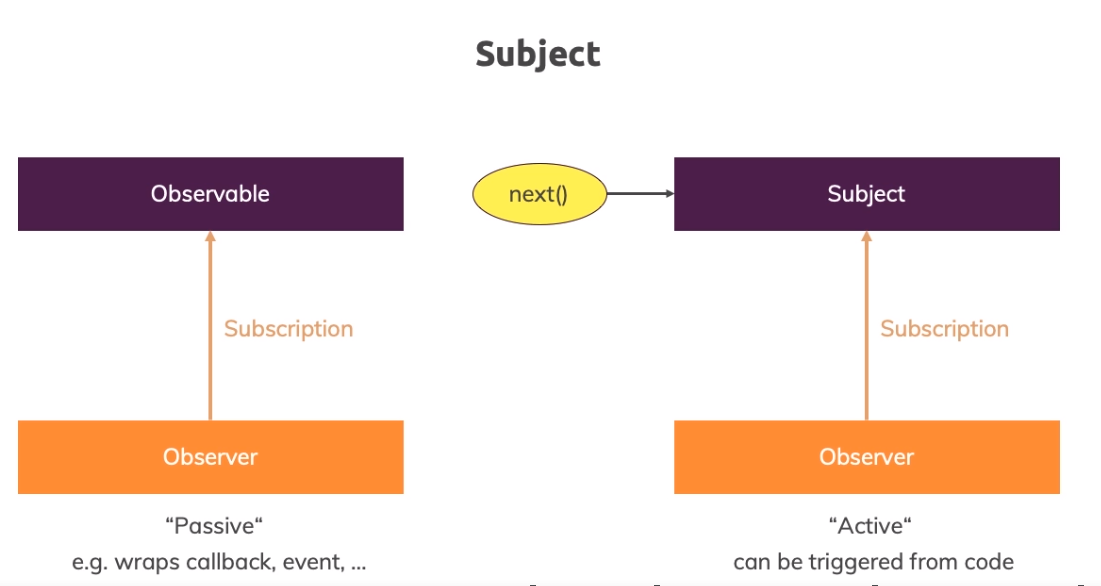 Subject
Observable
next()
Subject
Subscription
Subscription
Observer
Observer
“Passive“
“Active“
e.g. wraps callback, event, ...
can be triggered from code